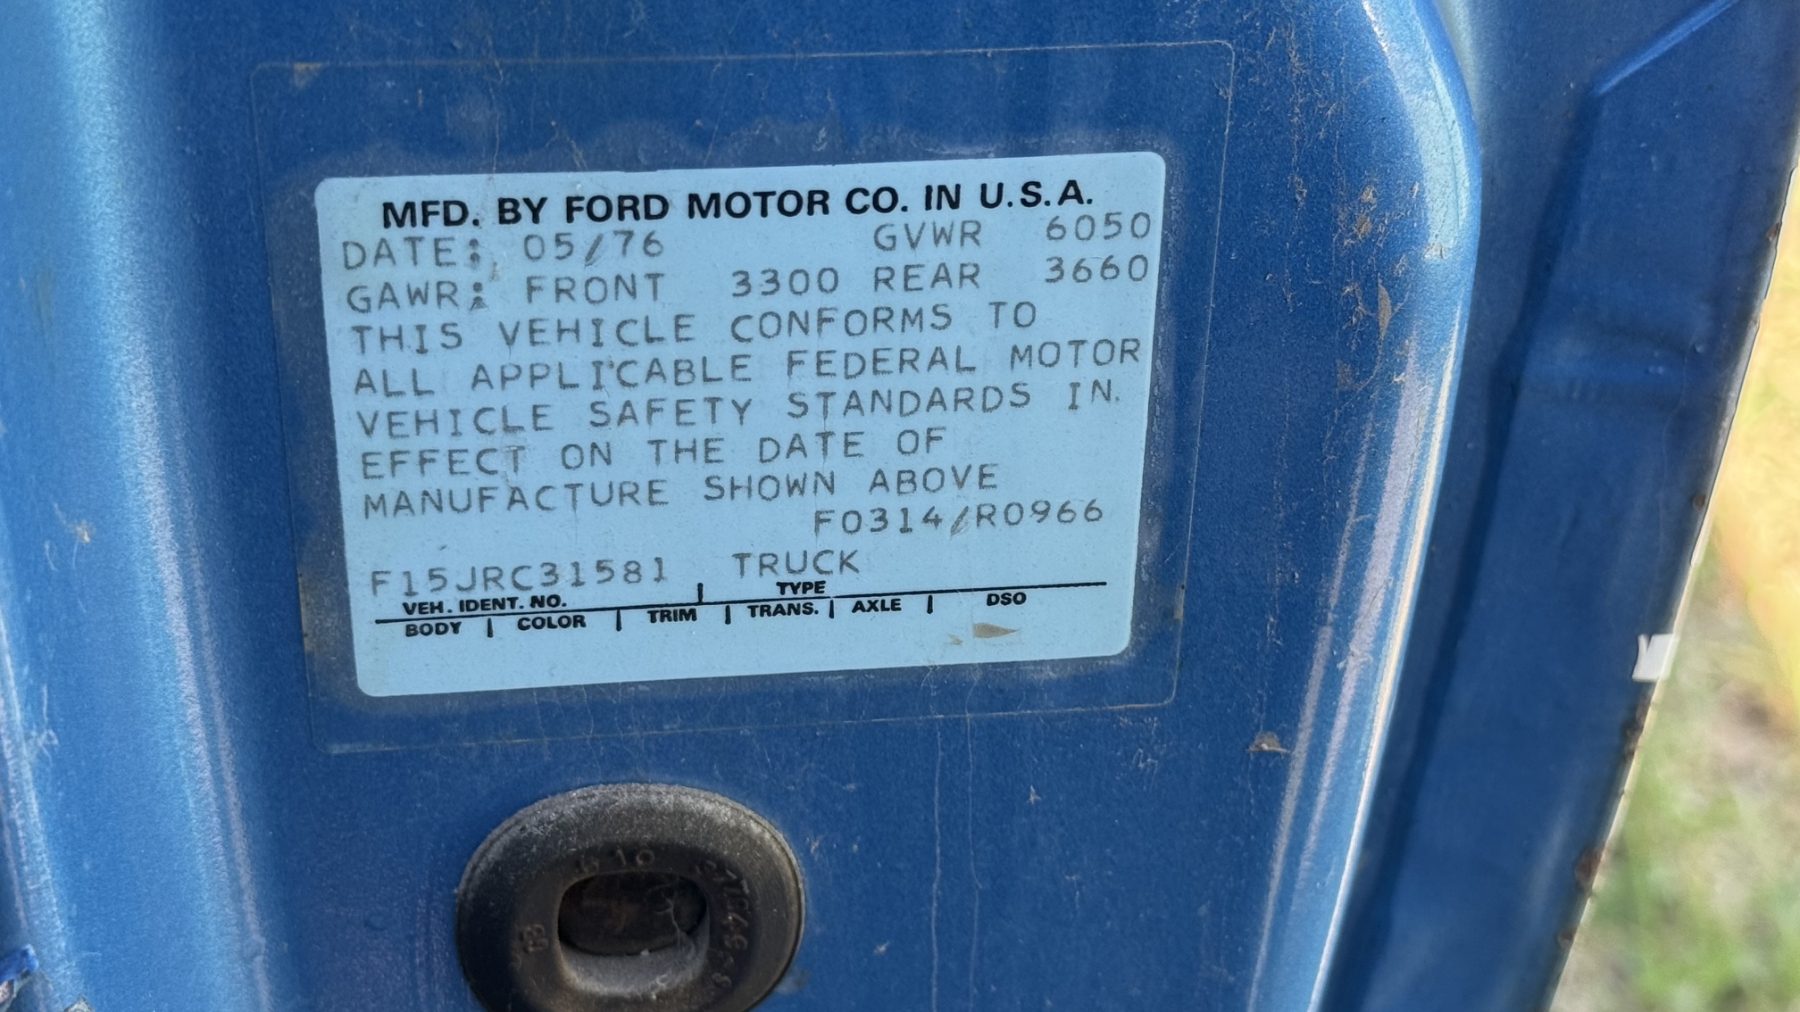 MFD. BY FORD MOTOR CO. IN U.S.A.
DATE: 05/76 GVWR 6050
GAWR: FRONT 3300 REAR 3660
THIS VEHICLE CONFORMS TO
ALL APPLICABLE FEDERAL MOTOR
VEHICLE SAFETY STANDARDS IN
EFFECT ON THE DATE OF
MANUFACTURE SHOWN ABOVE
F0314/R0966
F15JRC31581 TRUCK
VEH. IDENT. NO. TYPE
BODY COLOR TRIM TRANS. AXLE DSO